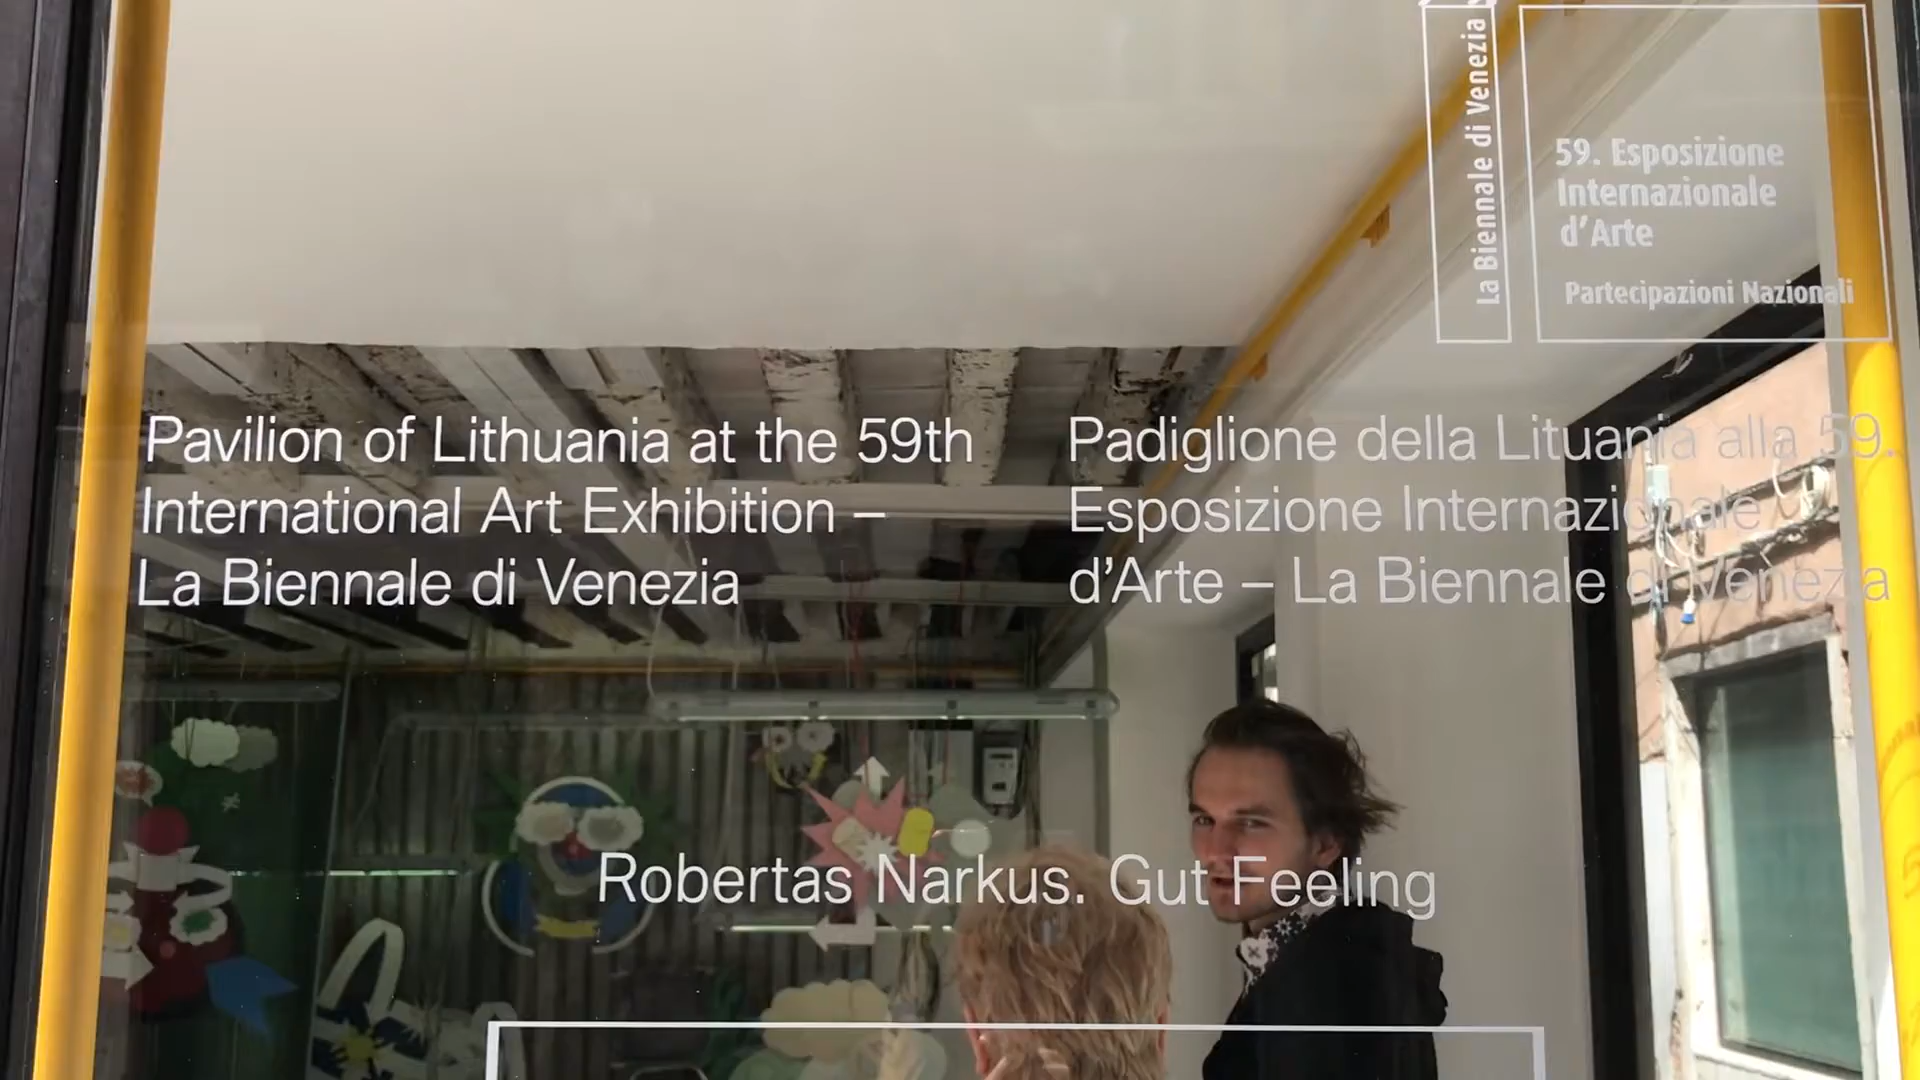 La Biennale di Venezia
59. Esposizione
Internazionale
d'Arte
Partecipazioni Nazionali
Pavilion of Lithuania at the 59th
International Art Exhibition –
La Biennale di Venezia
Padiglione della Lituania alla 59.
Esposizione Internazionale
d'Arte – La Biennale di Venezia
Robertas Narkus. Gut Feeling